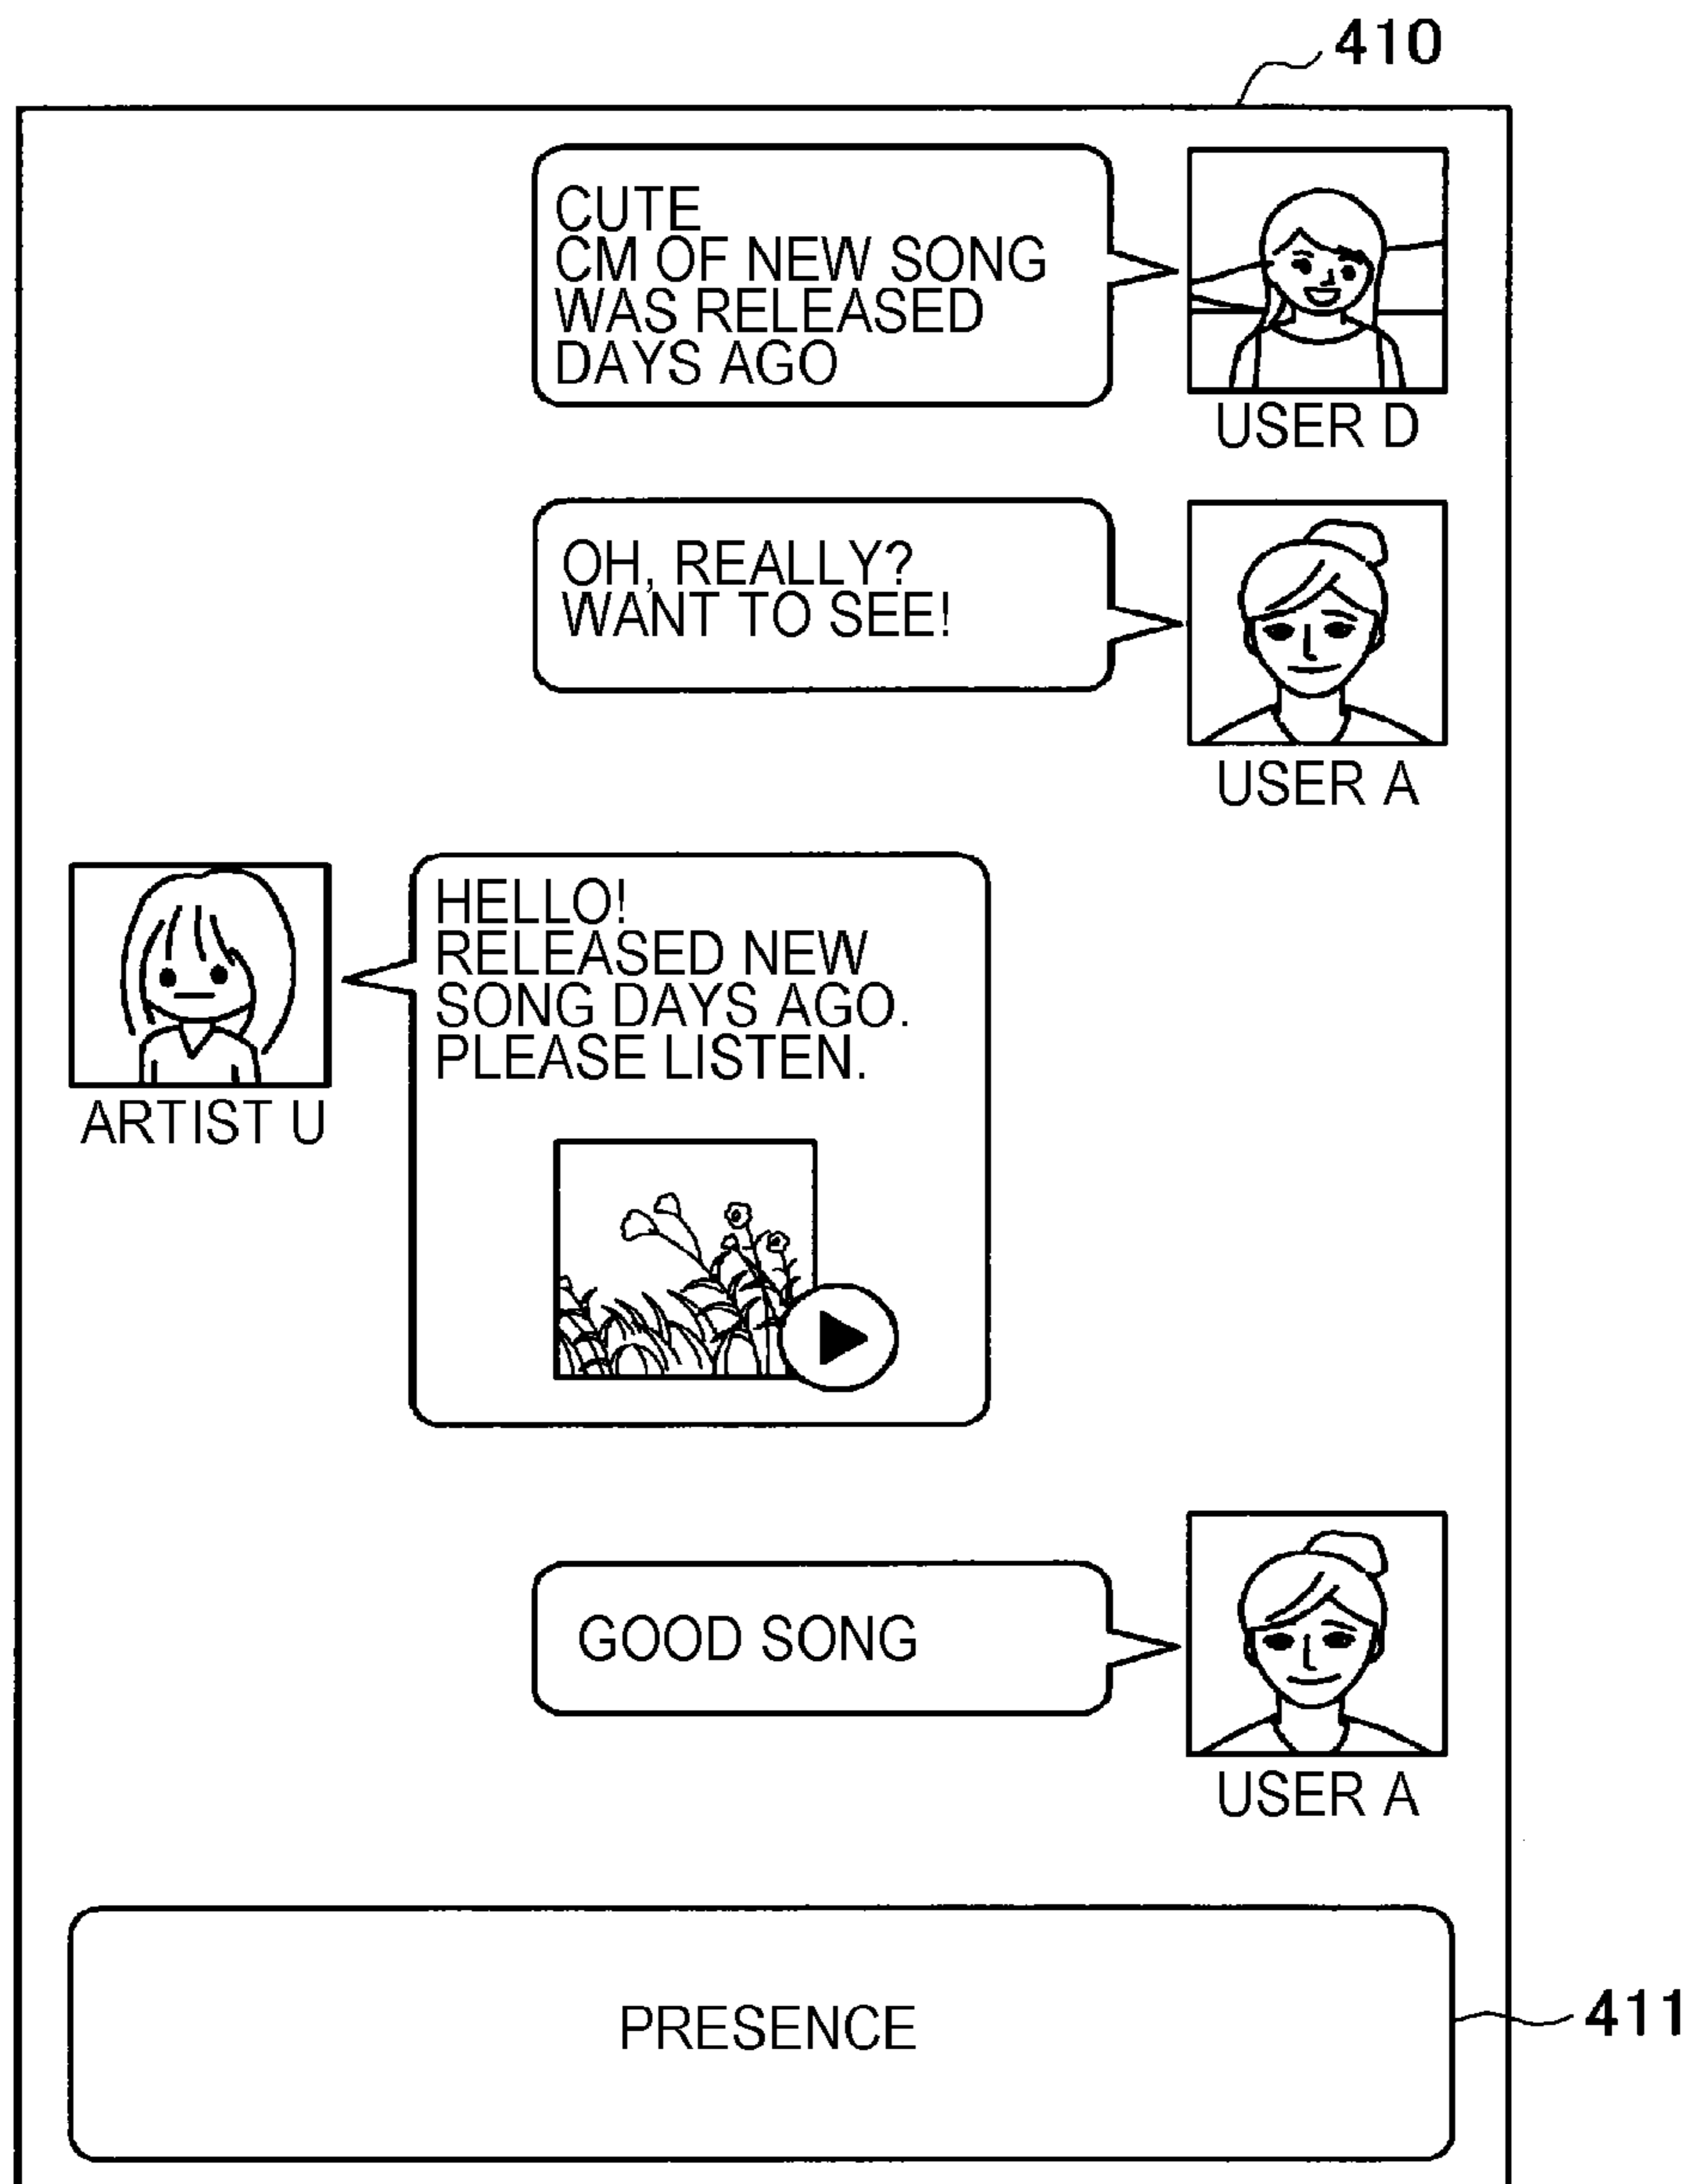 410
CUTE
CM OF NEW SONG
WAS RELEASED
DAYS AGO
USER D
OH, REALLY?
WANT TO SEE!
USER A
HELLO!
RELEASED NEW
SONG DAYS AGO.
PLEASE LISTEN.
ARTIST U
GOOD SONG
USER A
PRESENCE
411